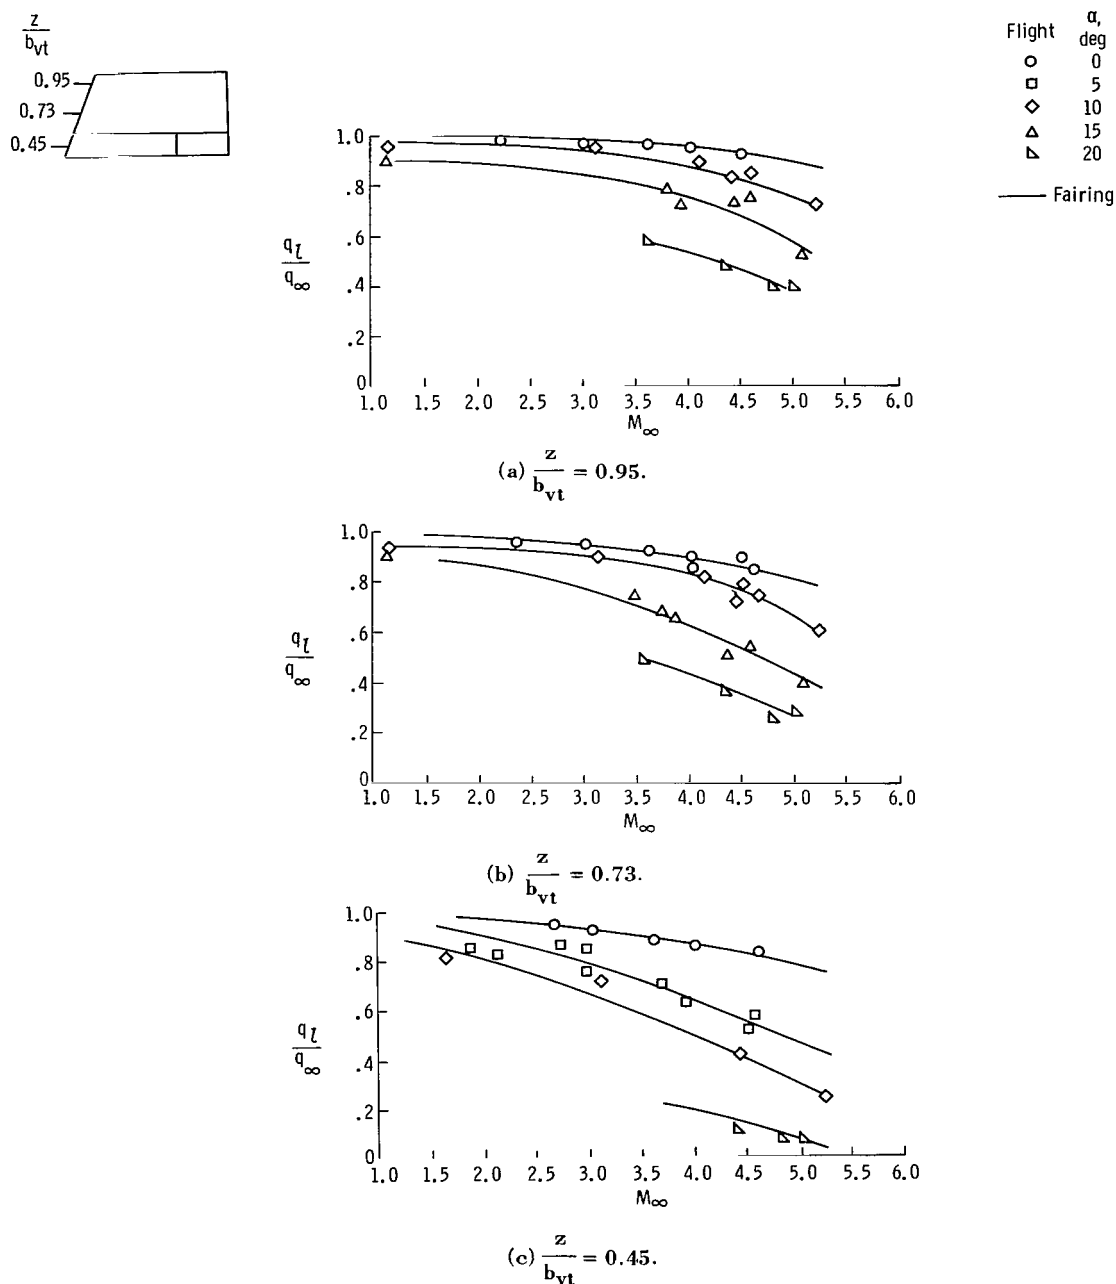 z
b_vt
0.95
0.73
0.45
Flight α, deg
0
5
10
15
20
Fairing
1.0
.8
.6
.4
.2
0
q_l
q_∞
1.0 1.5 2.0 2.5 3.0 3.5 4.0 4.5 5.0 5.5 6.0
M_∞
(a) z/b_vt = 0.95.
1.0
.8
.6
.4
.2
0
q_l
q_∞
1.0 1.5 2.0 2.5 3.0 3.5 4.0 4.5 5.0 5.5 6.0
M_∞
(b) z/b_vt = 0.73.
1.0
.8
.6
.4
.2
0
q_l
q_∞
1.0 1.5 2.0 2.5 3.0 3.5 4.0 4.5 5.0 5.5 6.0
M_∞
(c) z/b_vt = 0.45.